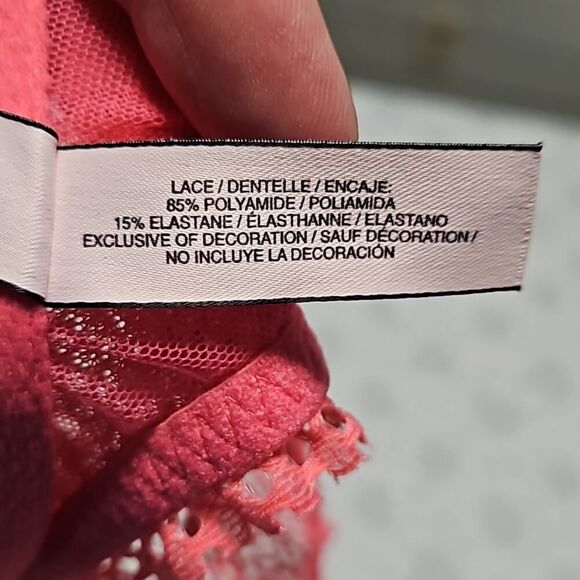 LACE / DENTELLE / ENCAJE:
85% POLYAMIDE / POLIAMIDA
15% ELASTANE / ÉLASTHANNE / ELASTANO
EXCLUSIVE OF DECORATION / SAUF DÉCORATION /
NO INCLUYE LA DECORACIÓN